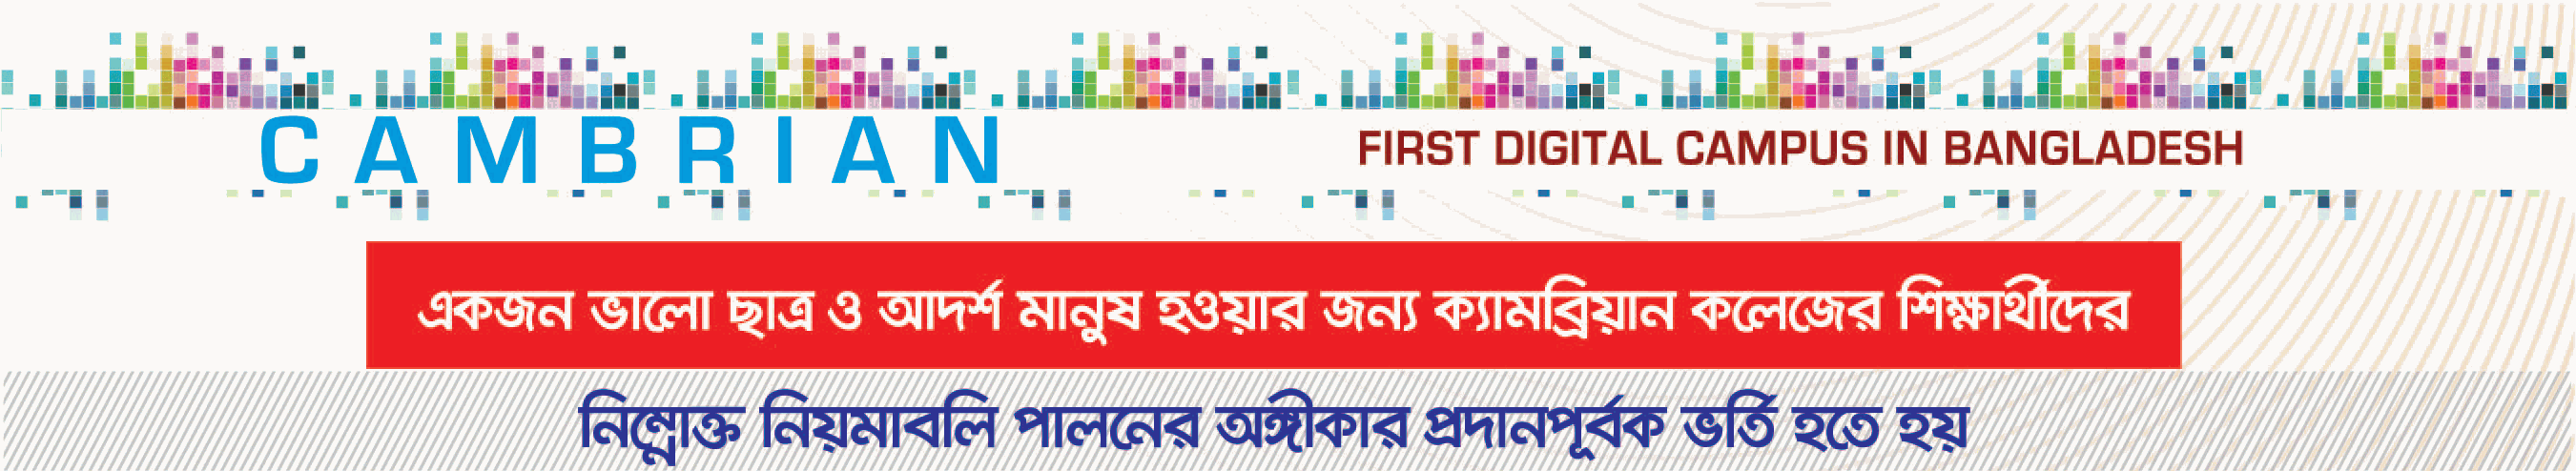 CAMBRIAN
FIRST DIGITAL CAMPUS IN BANGLADESH
একজন ভালো ছাত্র ও আদর্শ মানুষ হওয়ার জন্য ক্যামব্রিয়ান কলেজের শিক্ষার্থীদের
নিম্নোক্ত নিয়মাবলি পালনের অঙ্গীকার প্রদানপূর্বক ভর্তি হতে হয়